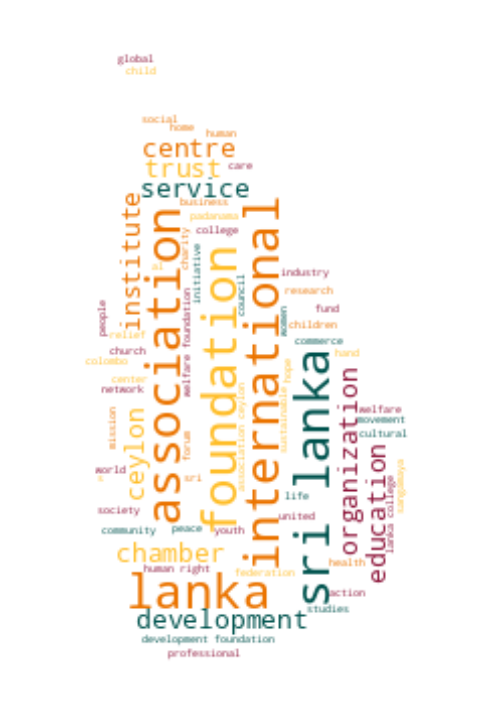 global
child
social
home
human
centre
trust
care
service
business
institute
padanama
association
international
college
charity
initiative
foundation
al
industry
council
research
people
welfare foundation
women
fund
children
relief
commerce
church
sri lanka
hand
colombo
hope
organization
center
network
sustainable
association ceylon
welfare
mission
ceylon
movement
cultural
forum
education
world
s
sri
sangamaya
lanka college
life
society
united
community
peace
youth
chamber
human right
federation
health
lanka
action
studies
development
development foundation
professional